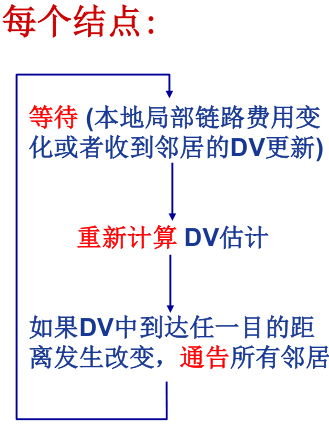 每个结点:
等待 (本地局部链路费用变
化或者收到邻居的DV更新)
重新计算 DV估计
如果DV中到达任一目的距
离发生改变，通告所有邻居